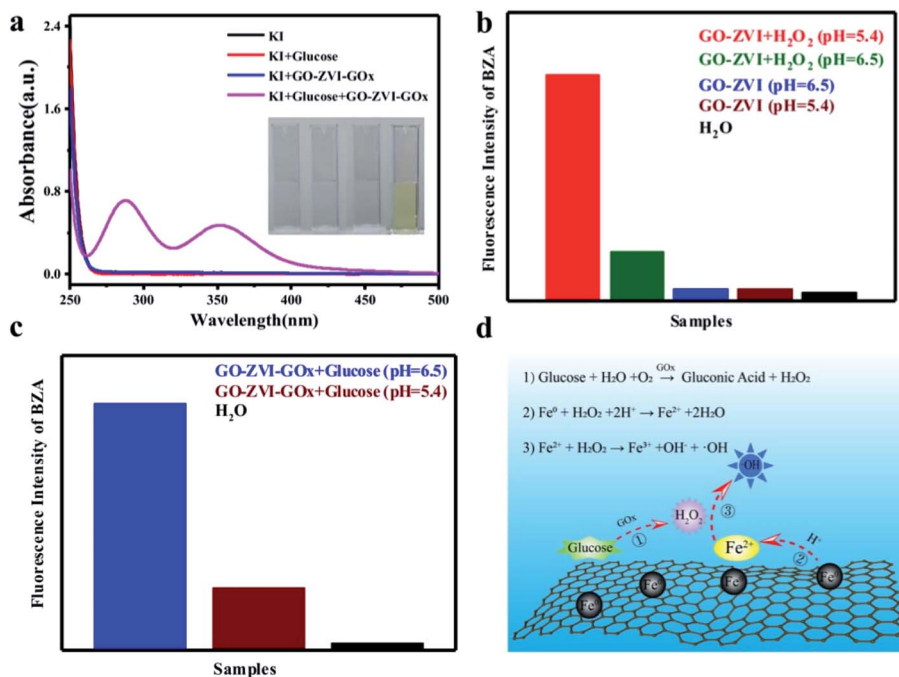 a
2.4
1.6
0.8
0.0
Absorbance(a.u.)
KI
KI+Glucose
KI+GO-ZVI-GOx
KI+Glucose+GO-ZVI-GOx
250
300
350
400
450
500
Wavelength(nm)
b
Fluorescence Intensity of BZA
GO-ZVI+H₂O₂ (pH=5.4)
GO-ZVI+H₂O₂ (pH=6.5)
GO-ZVI (pH=6.5)
GO-ZVI (pH=5.4)
H₂O
Samples
c
Fluorescence Intensity of BZA
GO-ZVI-GOx+Glucose (pH=6.5)
GO-ZVI-GOx+Glucose (pH=5.4)
H₂O
Samples
d
GOx
1) Glucose + H₂O +O₂ → Gluconic Acid + H₂O₂
2) Fe⁰ + H₂O₂ +2H⁺ → Fe²⁺ +2H₂O
3) Fe²⁺ + H₂O₂ → Fe³⁺ +OH⁻ + ·OH
·OH
H₂O₂
③
GOx
①
Glucose
Fe²⁺
H⁺
②
Fe⁰
Fe
Fe
Fe⁰